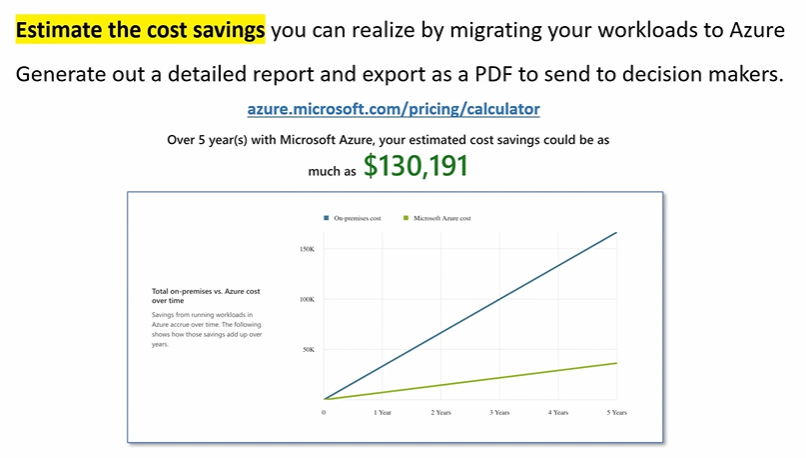 Estimate the cost savings you can realize by migrating your workloads to Azure
Generate out a detailed report and export as a PDF to send to decision makers.
azure.microsoft.com/pricing/calculator
Over 5 year(s) with Microsoft Azure, your estimated cost savings could be as
much as $130,191
On-premises cost
Microsoft Azure cost
Total on-premises vs. Azure cost
over time
Savings from running workloads in
Azure accrue over time. The following
shows how those savings add up over
years.
150K
100K
50K
0 1 Year 2 Years 3 Years 4 Years 5 Years